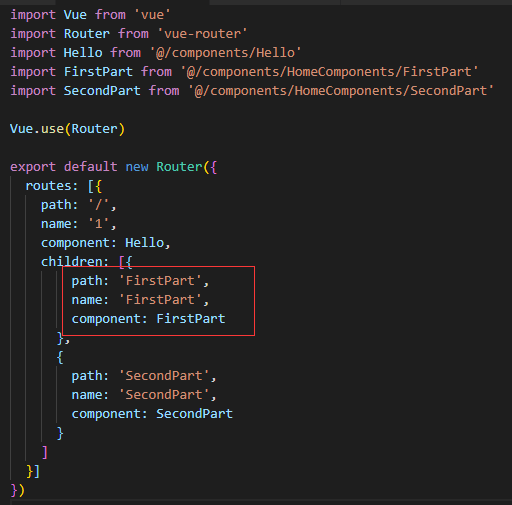 import Vue from 'vue'
import Router from 'vue-router'
import Hello from '@/components/Hello'
import FirstPart from '@/components/HomeComponents/FirstPart'
import SecondPart from '@/components/HomeComponents/SecondPart'

Vue.use(Router)

export default new Router({
  routes: [{
    path: '/',
    name: '1',
    component: Hello,
    children: [{
        path: 'FirstPart',
        name: 'FirstPart',
        component: FirstPart
      },
      {
        path: 'SecondPart',
        name: 'SecondPart',
        component: SecondPart
      }
    ]
  }]
})